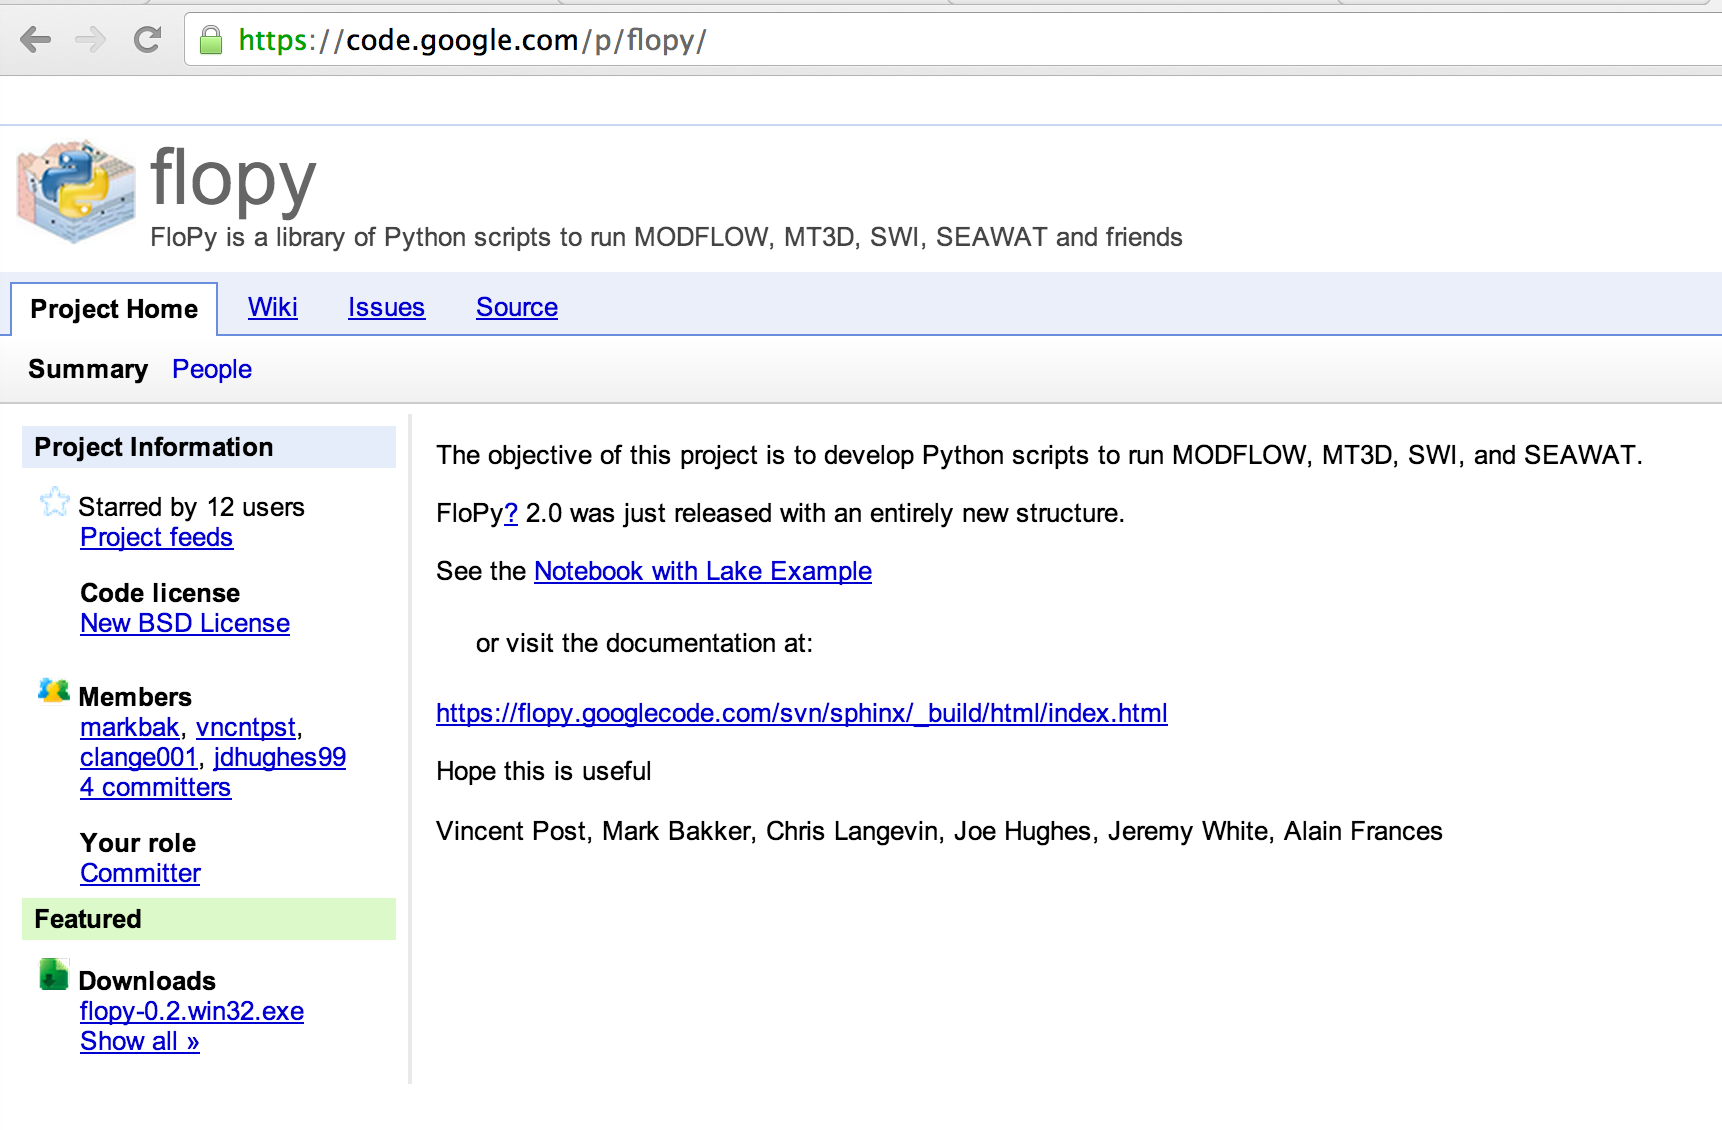 https://code.google.com/p/flopy/
flopy
FloPy is a library of Python scripts to run MODFLOW, MT3D, SWI, SEAWAT and friends
Project Home Wiki Issues Source
Summary People
Project Information
Starred by 12 users
Project feeds
Code license
New BSD License
Members
markbak, vncntpst,
clange001, jdhughes99
4 committers
Your role
Committer
Featured
Downloads
flopy-0.2.win32.exe
Show all »
The objective of this project is to develop Python scripts to run MODFLOW, MT3D, SWI, and SEAWAT.
FloPy? 2.0 was just released with an entirely new structure.
See the Notebook with Lake Example
or visit the documentation at:
https://flopy.googlecode.com/svn/sphinx/_build/html/index.html
Hope this is useful
Vincent Post, Mark Bakker, Chris Langevin, Joe Hughes, Jeremy White, Alain Frances